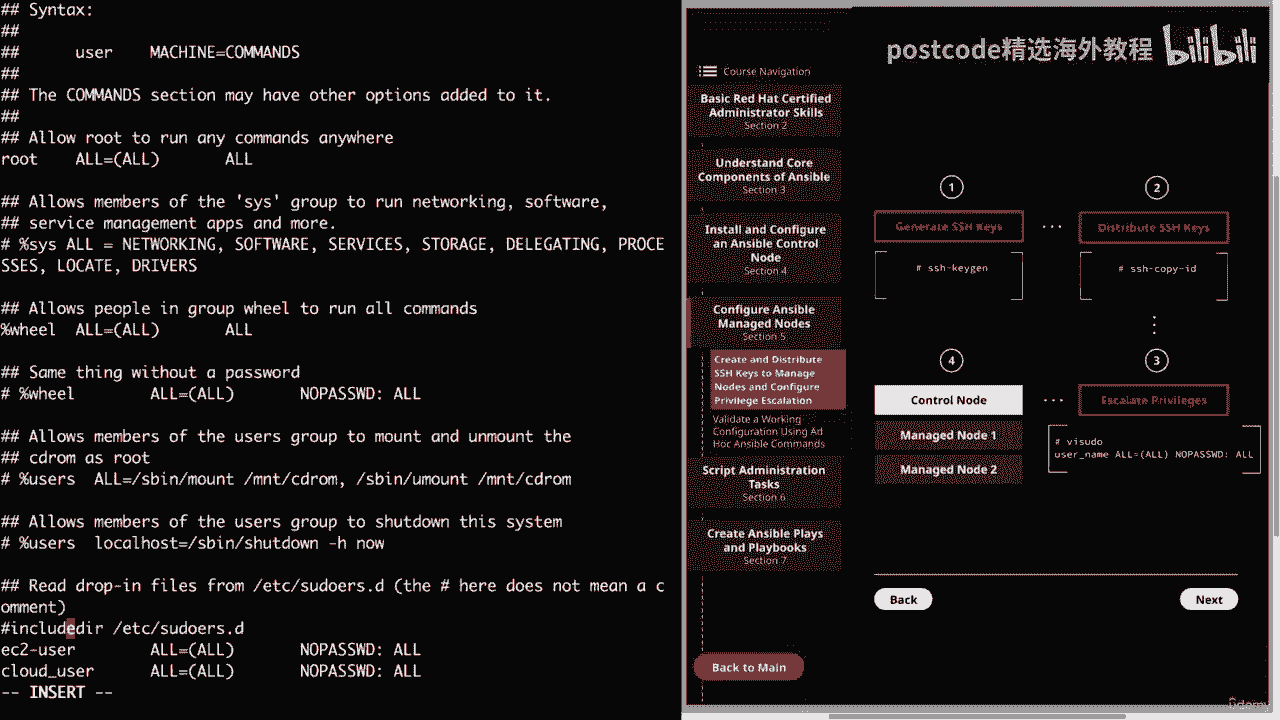 ## Syntax:
##
##      user    MACHINE=COMMANDS
##
## The COMMANDS section may have other options added to it.
##
## Allow root to run any commands anywhere
root    ALL=(ALL)       ALL
## Allows members of the 'sys' group to run networking, software,
## service management apps and more.
# %sys ALL = NETWORKING, SOFTWARE, SERVICES, STORAGE, DELEGATING, PROCE
SSES, LOCATE, DRIVERS
## Allows people in group wheel to run all commands
%wheel  ALL=(ALL)       ALL
## Same thing without a password
# %wheel        ALL=(ALL)       NOPASSWD: ALL
## Allows members of the users group to mount and unmount the
## cdrom as root
# %users  ALL=/sbin/mount /mnt/cdrom, /sbin/umount /mnt/cdrom
## Allows members of the users group to shutdown this system
# %users  localhost=/sbin/shutdown -h now
## Read drop-in files from /etc/sudoers.d (the # here does not mean a c
omment)
#includedir /etc/sudoers.d
ec2-user        ALL=(ALL)       NOPASSWD: ALL
cloud_user      ALL=(ALL)       NOPASSWD: ALL
-- INSERT --
postcode精选海外教程 bilibili
Course Navigation
Basic Red Hat Certified
Administrator Skills
Section 2
Understand Core
Components of Ansible
Section 3
Install and Configure
an Ansible Control
Node
Section 4
Configure Ansible
Managed Nodes
Section 5
Create and Distribute
SSH Keys to Manage
Nodes and Configure
Privilege Escalation
Validate a Working
Configuration Using Ad
Hoc Ansible Commands
Script Administration
Tasks
Section 6
Create Ansible Plays
and Playbooks
Section 7
Back to Main
1
Generate SSH Keys
# ssh-keygen
2
Distribute SSH Keys
# ssh-copy-id
3
Escalate Privileges
# visudo
user_name ALL=(ALL) NOPASSWD: ALL
4
Control Node
Managed Node 1
Managed Node 2
Back
Next
Udemy